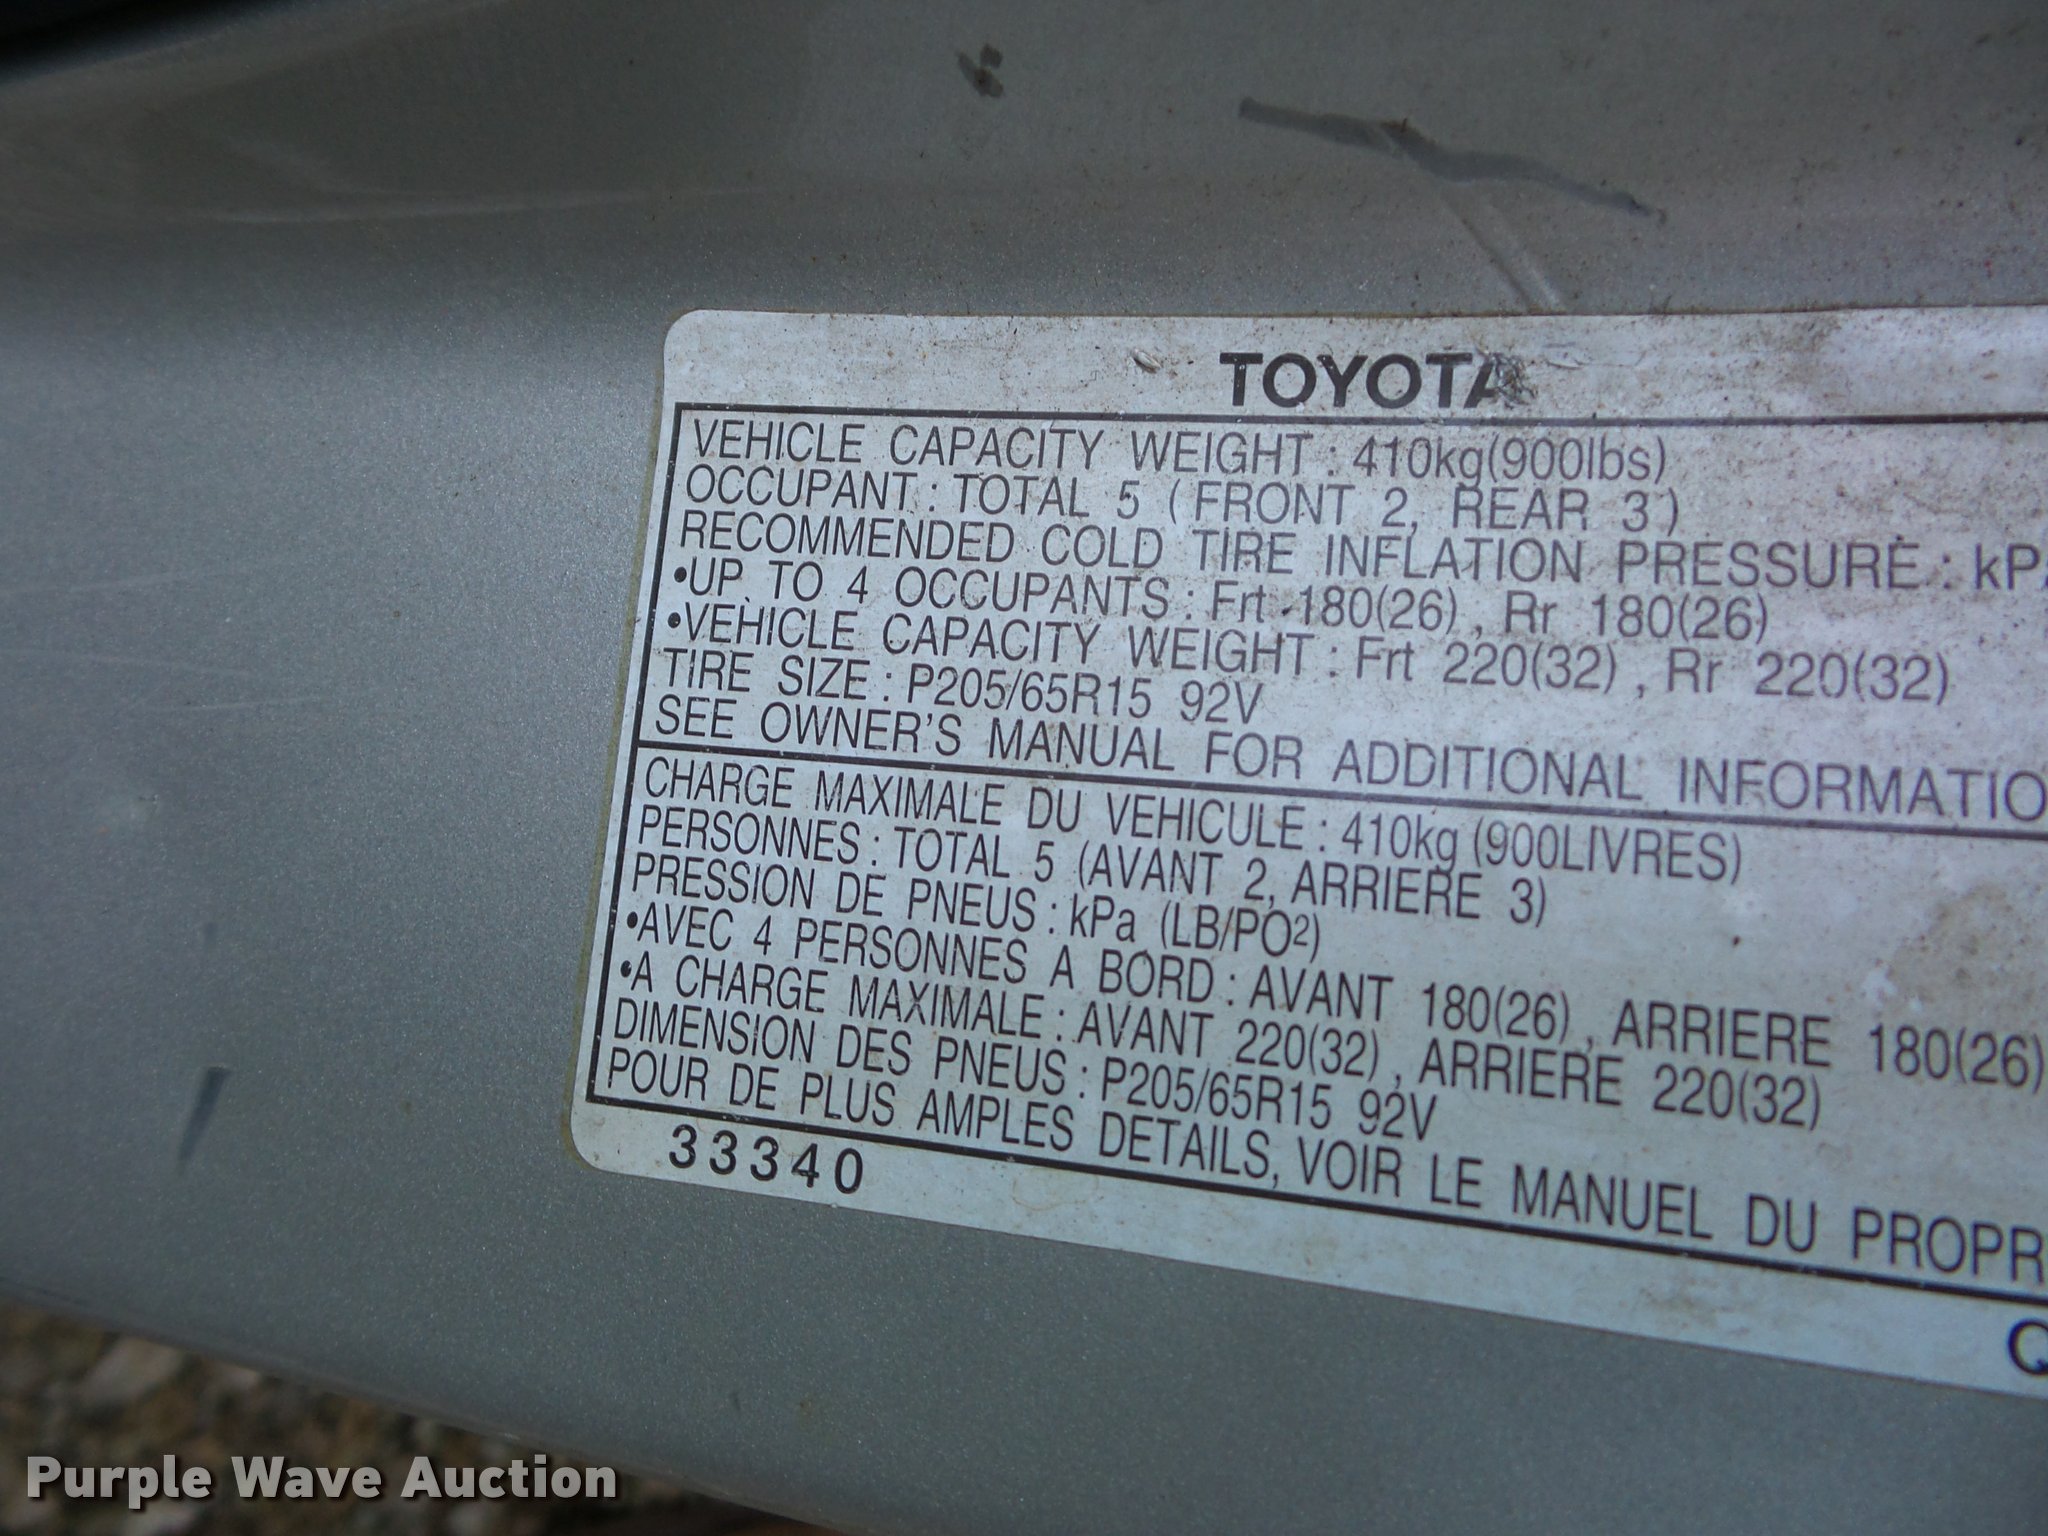 TOYOTA
VEHICLE CAPACITY WEIGHT : 410kg(900lbs)
OCCUPANT : TOTAL 5 ( FRONT 2, REAR 3 )
RECOMMENDED COLD TIRE INFLATION PRESSURE : kPa
•UP TO 4 OCCUPANTS : Frt 180(26) , Rr 180(26)
•VEHICLE CAPACITY WEIGHT : Frt 220(32) , Rr 220(32)
TIRE SIZE : P205/65R15 92V
SEE OWNER'S MANUAL FOR ADDITIONAL INFORMATIO
CHARGE MAXIMALE DU VEHICULE : 410kg (900LIVRES)
PERSONNES : TOTAL 5 (AVANT 2, ARRIERE 3)
PRESSION DE PNEUS : kPa (LB/PO²)
•AVEC 4 PERSONNES A BORD : AVANT 180(26) , ARRIERE 180(26)
•A CHARGE MAXIMALE : AVANT 220(32) , ARRIERE 220(32)
DIMENSION DES PNEUS : P205/65R15 92V
POUR DE PLUS AMPLES DETAILS, VOIR LE MANUEL DU PROPR
33340
Q
Purple Wave Auction